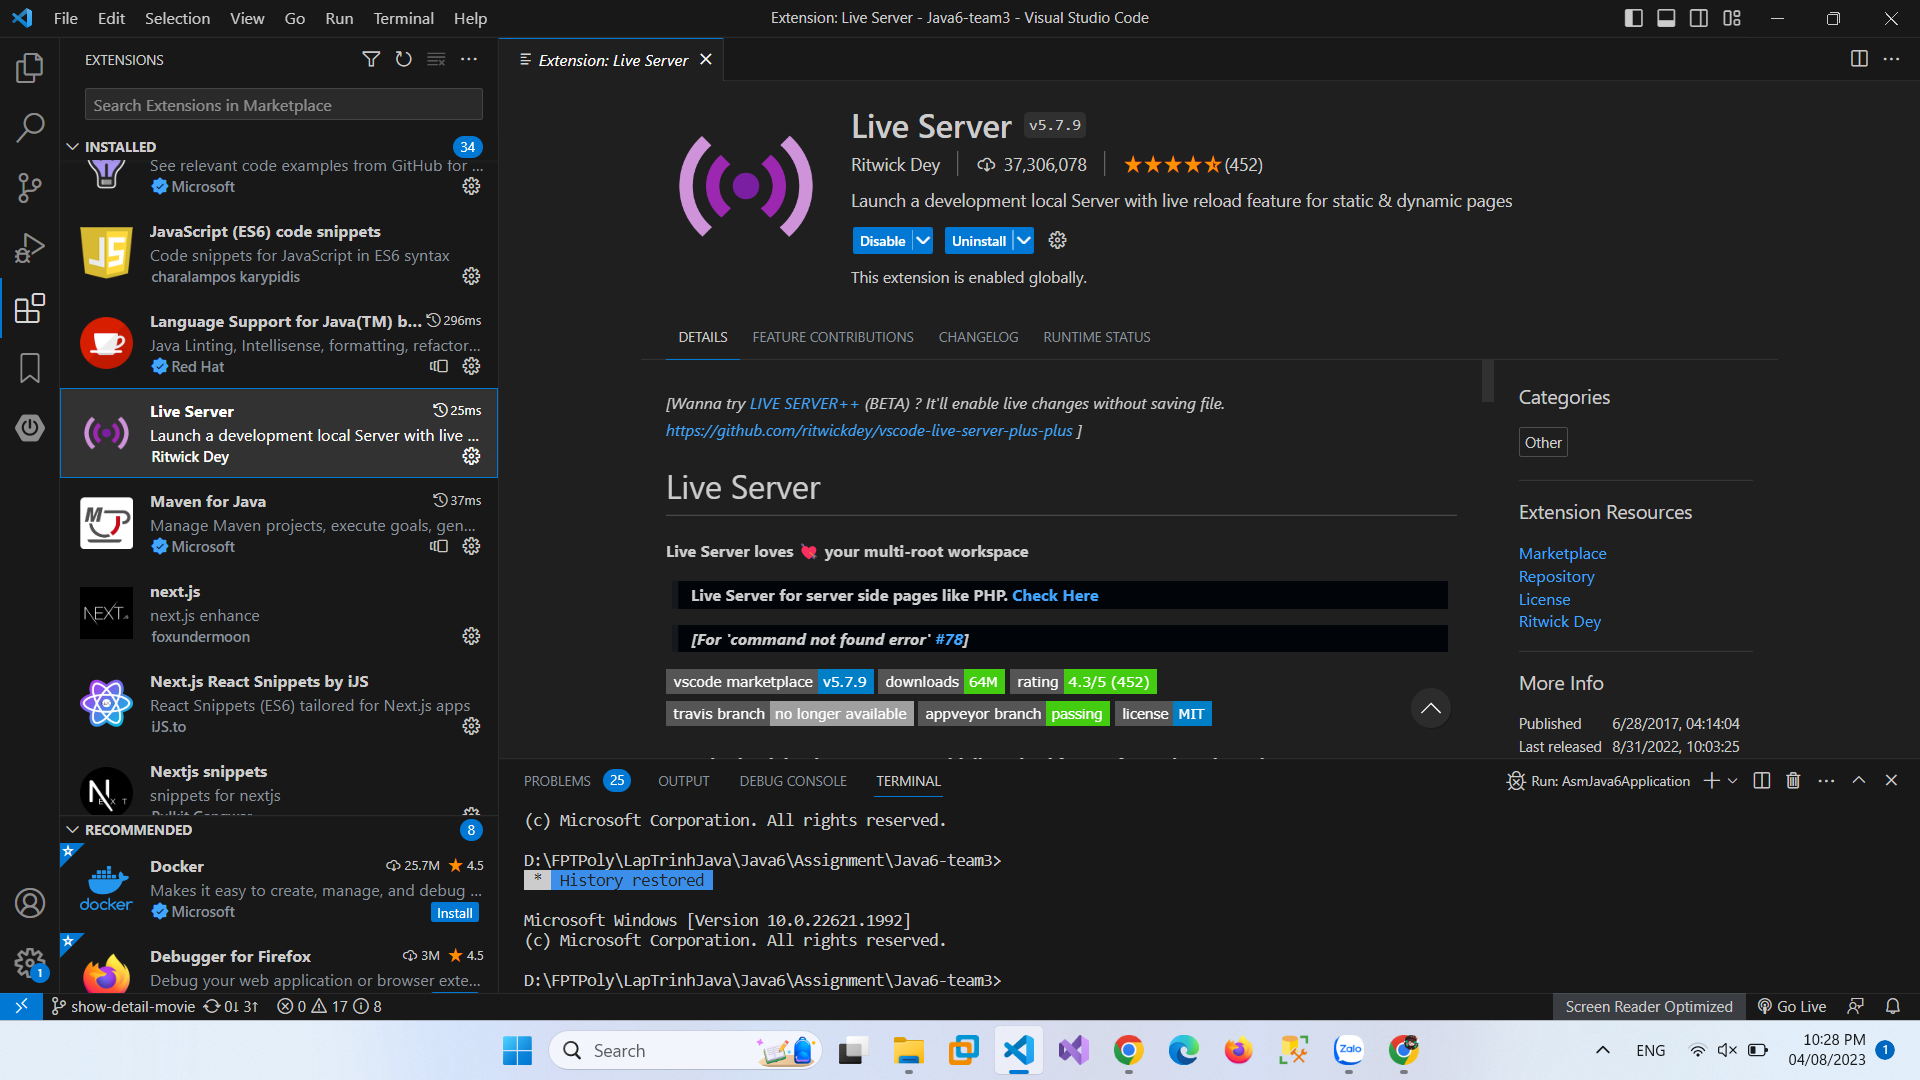 File Edit Selection View Go Run Terminal Help
Extension: Live Server - Java6-team3 - Visual Studio Code
EXTENSIONS
Search Extensions in Marketplace
INSTALLED 34
See relevant code examples from GitHub for ...
Microsoft
JavaScript (ES6) code snippets
Code snippets for JavaScript in ES6 syntax
charalampos karypidis
Language Support for Java(TM) b... 296ms
Java Linting, Intellisense, formatting, refactor...
Red Hat
Live Server 25ms
Launch a development local Server with live ...
Ritwick Dey
Maven for Java 37ms
Manage Maven projects, execute goals, gen...
Microsoft
NEXT.
next.js
next.js enhance
foxundermoon
Next.js React Snippets by iJS
React Snippets (ES6) tailored for Next.js apps
iJS.to
Nextjs snippets
snippets for nextjs
Pulkit Gangwar
RECOMMENDED 8
Docker 25.7M 4.5
Makes it easy to create, manage, and debug ...
docker
Microsoft
Install
Debugger for Firefox 3M 4.5
Debug your web application or browser exte...
Extension: Live Server
Live Server v5.7.9
Ritwick Dey 37,306,078 (452)
Launch a development local Server with live reload feature for static & dynamic pages
Disable Uninstall
This extension is enabled globally.
DETAILS FEATURE CONTRIBUTIONS CHANGELOG RUNTIME STATUS
[Wanna try LIVE SERVER++ (BETA) ? It'll enable live changes without saving file.
https://github.com/ritwickdey/vscode-live-server-plus-plus ]
Live Server
Live Server loves 💘 your multi-root workspace
Live Server for server side pages like PHP. Check Here
[For 'command not found error' #78]
vscode marketplace v5.7.9 downloads 64M rating 4.3/5 (452)
travis branch no longer available appveyor branch passing license MIT
Categories
Other
Extension Resources
Marketplace
Repository
License
Ritwick Dey
More Info
Published 6/28/2017, 04:14:04
Last released 8/31/2022, 10:03:25
PROBLEMS 25 OUTPUT DEBUG CONSOLE TERMINAL
Run: AsmJava6Application
(c) Microsoft Corporation. All rights reserved.
D:\FPTPoly\LapTrinhJava\Java6\Assignment\Java6-team3>
* History restored
Microsoft Windows [Version 10.0.22621.1992]
(c) Microsoft Corporation. All rights reserved.
D:\FPTPoly\LapTrinhJava\Java6\Assignment\Java6-team3>
1
show-detail-movie 0↓ 3↑ 0 17 8
Screen Reader Optimized Go Live
Search
Zalo
ENG
10:28 PM
04/08/2023
1